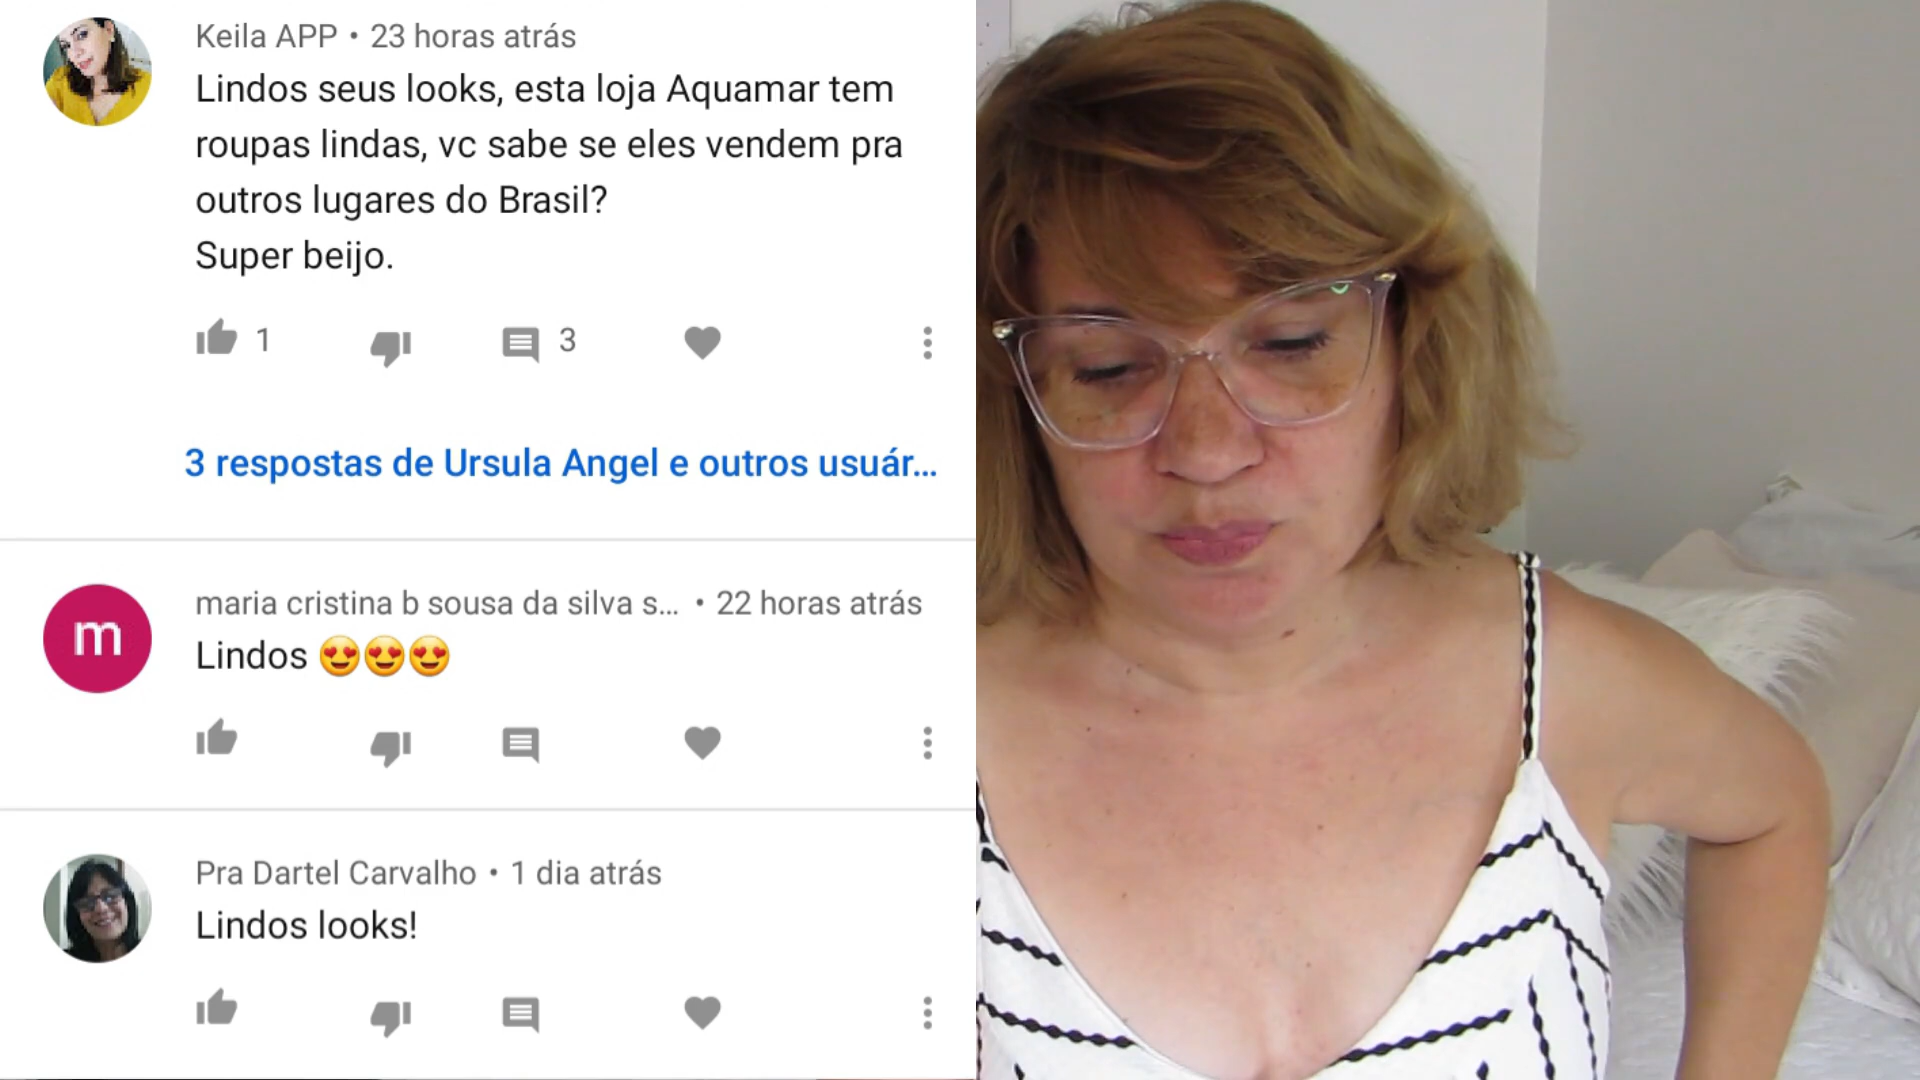 Keila APP • 23 horas atrás
Lindos seus looks, esta loja Aquamar tem
roupas lindas, vc sabe se eles vendem pra
outros lugares do Brasil?
Super beijo.
1 3
3 respostas de Ursula Angel e outros usuár...
m
maria cristina b sousa da silva s... • 22 horas atrás
Lindos 😍😍😍
Pra Dartel Carvalho • 1 dia atrás
Lindos looks!